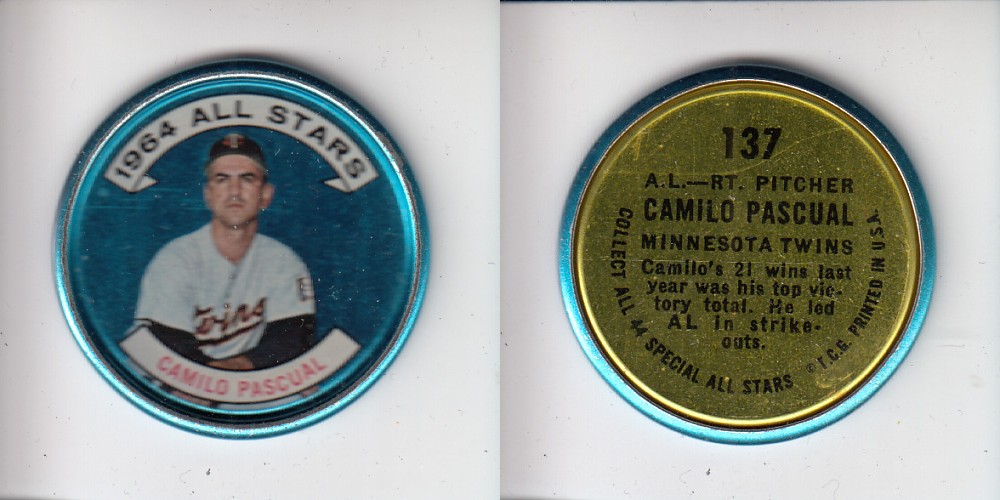 1964 ALL STARS
Twins
CAMILO PASCUAL
137
A.L.—RT. PITCHER
CAMILO PASCUAL
MINNESOTA TWINS
Camilo's 21 wins last
year was his top vic-
tory total. He led
AL in strike-
outs.
COLLECT ALL 44 SPECIAL ALL STARS
©T.C.G. PRINTED IN U.S.A.